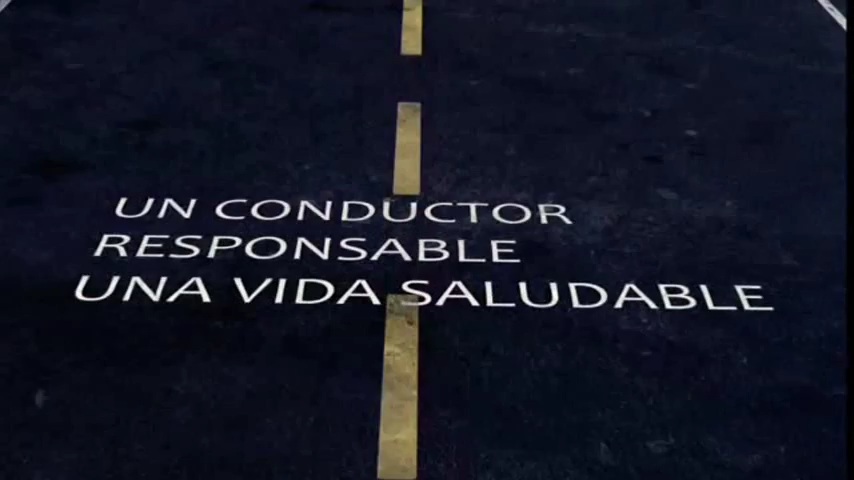 UN CONDUCTOR
RESPONSABLE
UNA VIDA SALUDABLE